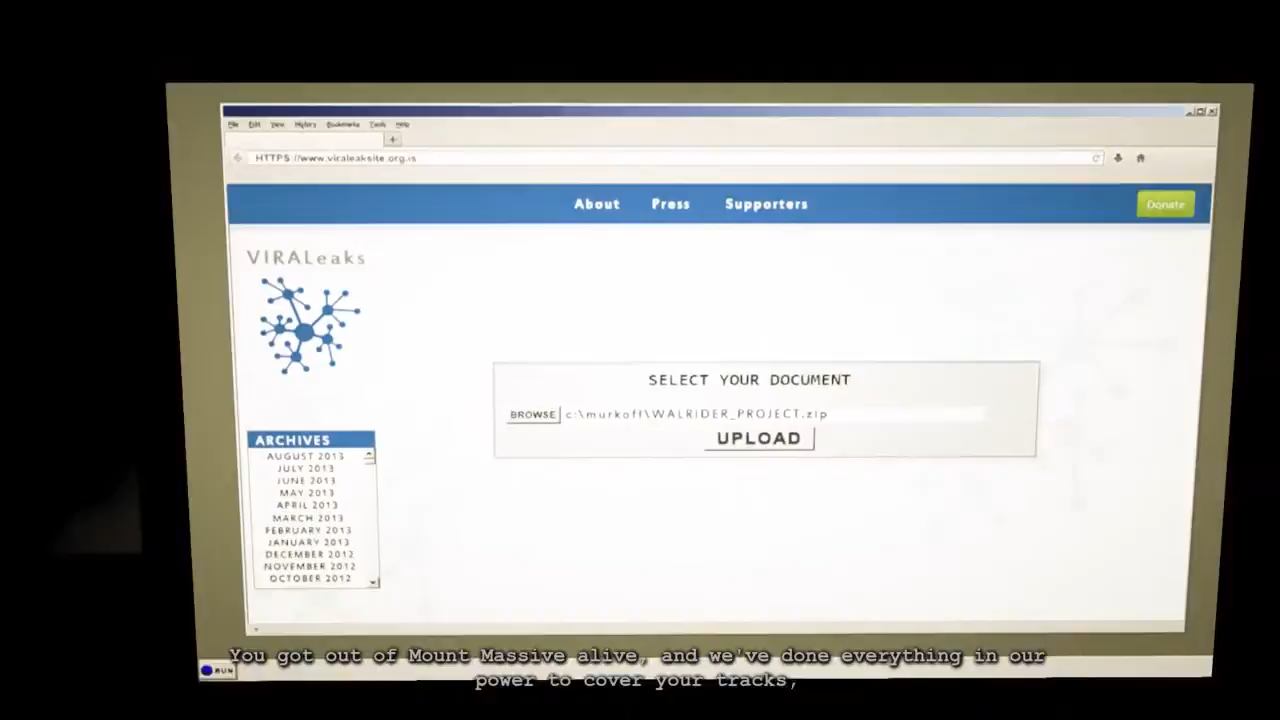 File Edit View History Bookmarks Tools Help
+
HTTPS://www.viraleaksite.org.is
About Press Supporters
Donate
VIRALeaks
SELECT YOUR DOCUMENT
BROWSE c:\murkoff\WALRIDER_PROJECT.zip
UPLOAD
ARCHIVES
AUGUST 2013
JULY 2013
JUNE 2013
MAY 2013
APRIL 2013
MARCH 2013
FEBRUARY 2013
JANUARY 2013
DECEMBER 2012
NOVEMBER 2012
OCTOBER 2012
RUN
You got out of Mount Massive alive, and we've done everything in our
power to cover your tracks,